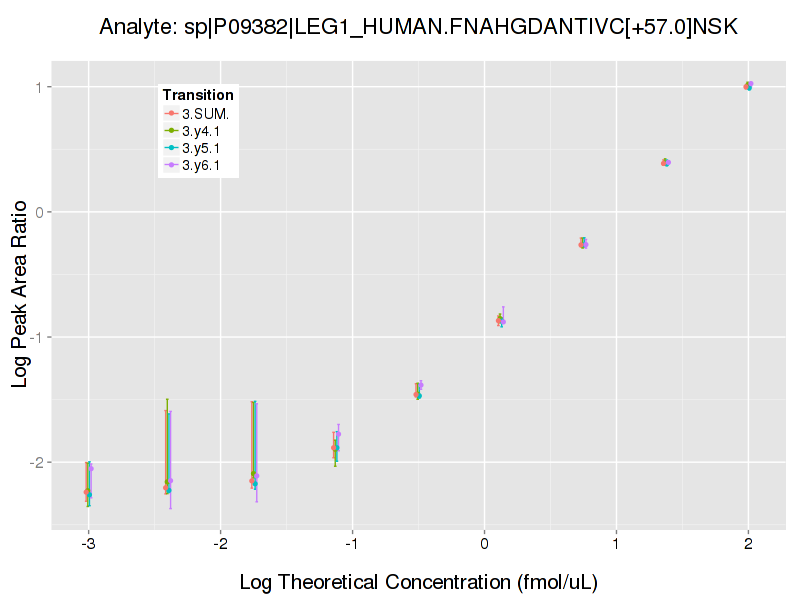 Analyte: sp|P09382|LEG1_HUMAN.FNAHGDANTIVC[+57.0]NSK
Transition
3.SUM.
3.y4.1
3.y5.1
3.y6.1
Log Peak Area Ratio
1
0
-1
-2
-3 -2 -1 0 1 2
Log Theoretical Concentration (fmol/uL)